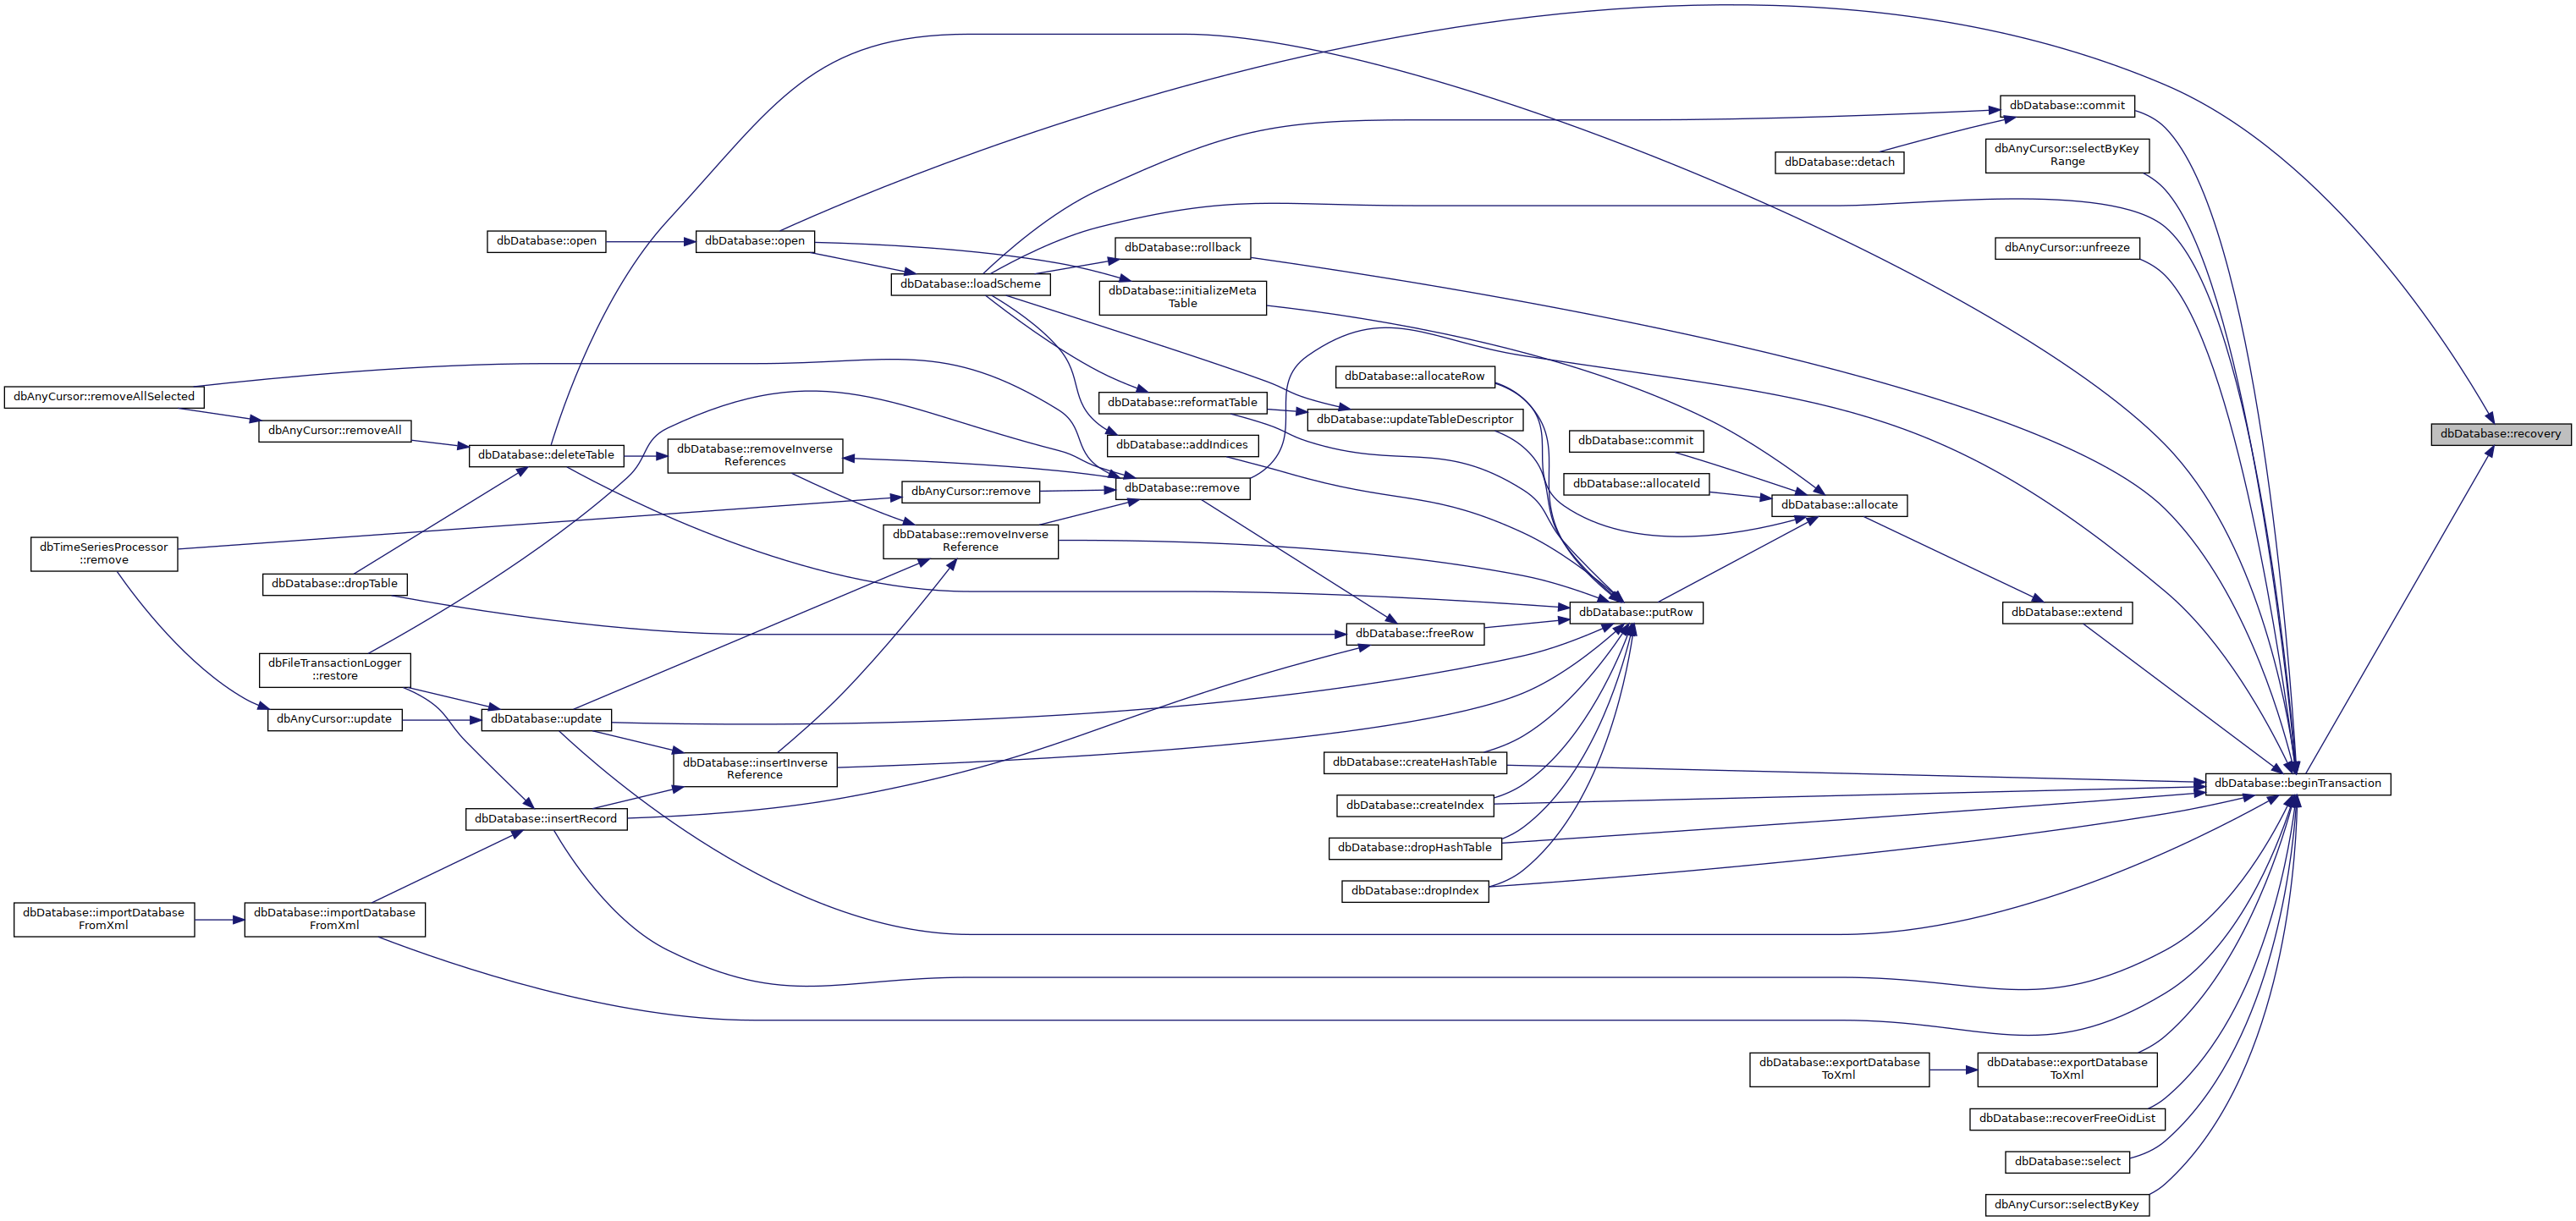 dbDatabase::commit
dbAnyCursor::selectByKey
Range
dbDatabase::detach
dbDatabase::open
dbDatabase::open
dbDatabase::rollback
dbAnyCursor::unfreeze
dbDatabase::loadScheme
dbDatabase::initializeMeta
Table
dbDatabase::allocateRow
dbAnyCursor::removeAllSelected
dbDatabase::reformatTable
dbDatabase::updateTableDescriptor
dbAnyCursor::removeAll
dbDatabase::recovery
dbDatabase::commit
dbDatabase::addIndices
dbDatabase::deleteTable
dbDatabase::removeInverse
References
dbDatabase::allocateId
dbDatabase::remove
dbAnyCursor::remove
dbDatabase::allocate
dbDatabase::removeInverse
Reference
dbTimeSeriesProcessor
::remove
dbDatabase::dropTable
dbDatabase::putRow
dbDatabase::extend
dbDatabase::freeRow
dbFileTransactionLogger
::restore
dbAnyCursor::update
dbDatabase::update
dbDatabase::insertInverse
Reference
dbDatabase::createHashTable
dbDatabase::beginTransaction
dbDatabase::createIndex
dbDatabase::insertRecord
dbDatabase::dropHashTable
dbDatabase::dropIndex
dbDatabase::importDatabase
FromXml
dbDatabase::importDatabase
FromXml
dbDatabase::exportDatabase
ToXml
dbDatabase::exportDatabase
ToXml
dbDatabase::recoverFreeOidList
dbDatabase::select
dbAnyCursor::selectByKey